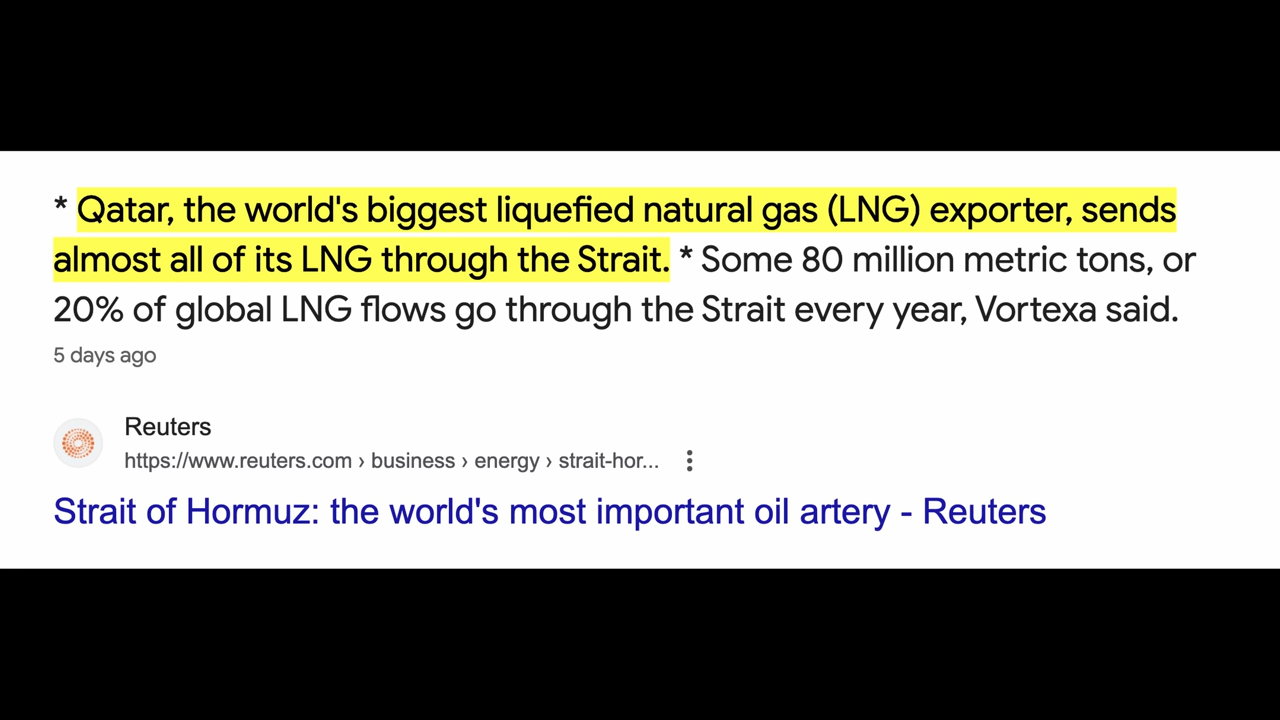 * Qatar, the world's biggest liquefied natural gas (LNG) exporter, sends
almost all of its LNG through the Strait. * Some 80 million metric tons, or
20% of global LNG flows go through the Strait every year, Vortexa said.
5 days ago
Reuters
https://www.reuters.com › business › energy › strait-hor...
Strait of Hormuz: the world's most important oil artery - Reuters